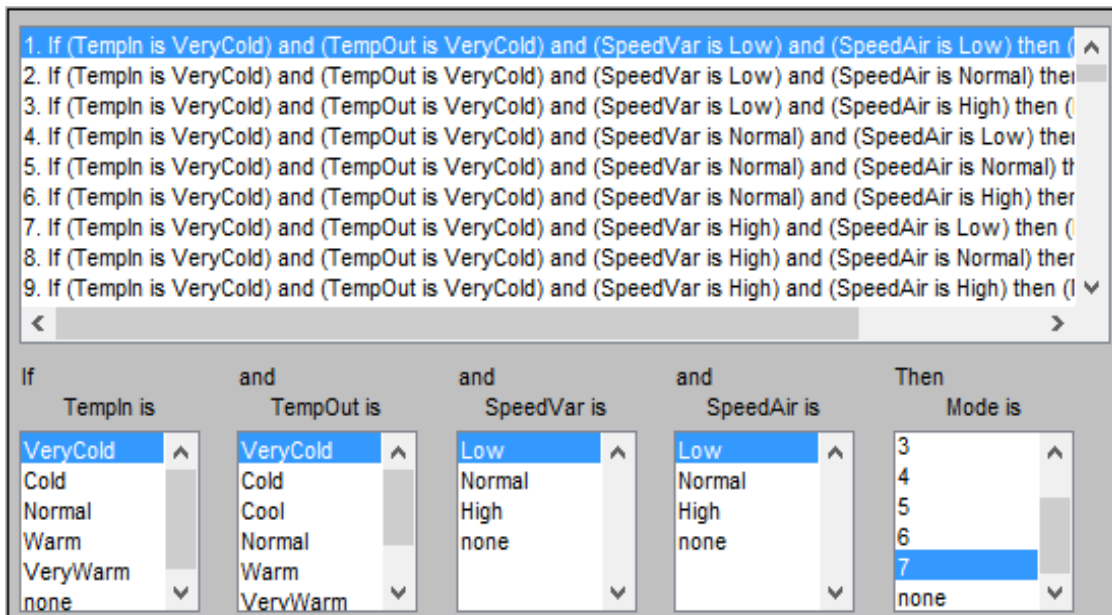 1. If (TempIn is VeryCold) and (TempOut is VeryCold) and (SpeedVar is Low) and (SpeedAir is Low) then (
2. If (TempIn is VeryCold) and (TempOut is VeryCold) and (SpeedVar is Low) and (SpeedAir is Normal) then
3. If (TempIn is VeryCold) and (TempOut is VeryCold) and (SpeedVar is Low) and (SpeedAir is High) then (
4. If (TempIn is VeryCold) and (TempOut is VeryCold) and (SpeedVar is Normal) and (SpeedAir is Low) then
5. If (TempIn is VeryCold) and (TempOut is VeryCold) and (SpeedVar is Normal) and (SpeedAir is Normal) th
6. If (TempIn is VeryCold) and (TempOut is VeryCold) and (SpeedVar is Normal) and (SpeedAir is High) then
7. If (TempIn is VeryCold) and (TempOut is VeryCold) and (SpeedVar is High) and (SpeedAir is Low) then (
8. If (TempIn is VeryCold) and (TempOut is VeryCold) and (SpeedVar is High) and (SpeedAir is Normal) then
9. If (TempIn is VeryCold) and (TempOut is VeryCold) and (SpeedVar is High) and (SpeedAir is High) then (
If and and and Then
TempIn is TempOut is SpeedVar is SpeedAir is Mode is
VeryCold VeryCold Low Low 3
Cold Cold Normal Normal 4
Normal Cool High High 5
Warm Normal none none 6
VeryWarm Warm 7
none VeryWarm none